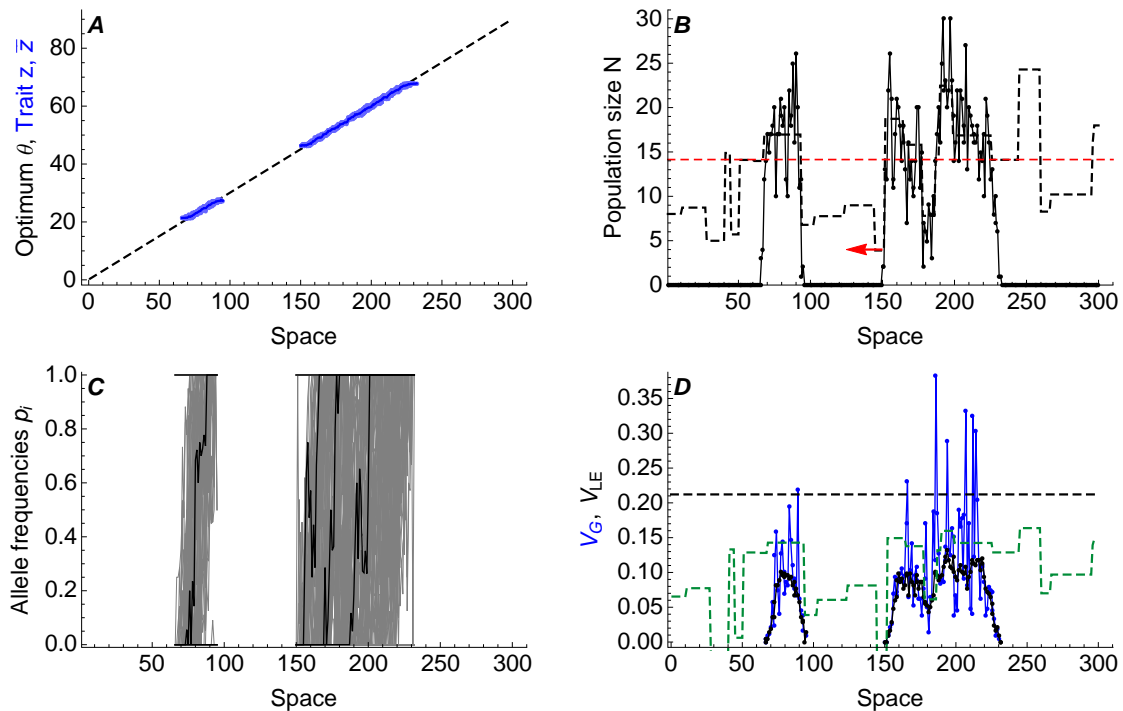 A
Optimum θ, Trait z, z̅
80
60
40
20
0
0 50 100 150 200 250 300
Space
B
Population size N
30
25
20
15
10
5
0
50 100 150 200 250 300
Space
C
Allele frequencies pi
1.0
0.8
0.6
0.4
0.2
0.0
50 100 150 200 250 300
Space
D
VG, VLE
0.35
0.30
0.25
0.20
0.15
0.10
0.05
0.00
0 50 100 150 200 250 300
Space